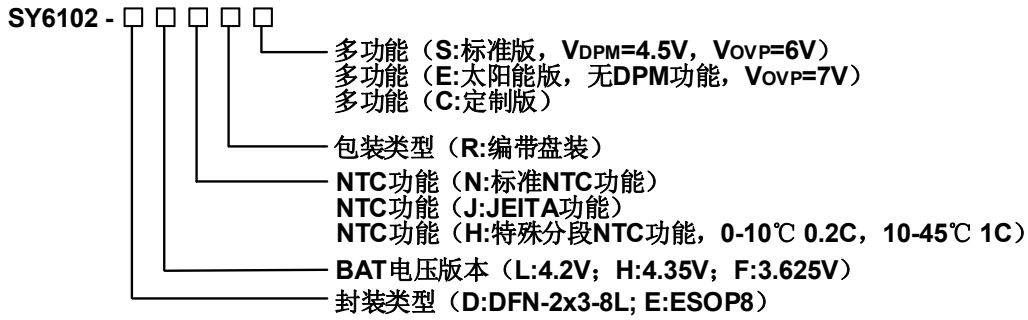 SY6102 - □ □ □ □ □
多功能（S:标准版，VDPM=4.5V，VOVP=6V）
多功能（E:太阳能版，无DPM功能，VOVP=7V）
多功能（C:定制版）
包装类型（R:编带盘装）
NTC功能（N:标准NTC功能）
NTC功能（J:JEITA功能）
NTC功能（H:特殊分段NTC功能，0-10℃ 0.2C，10-45℃ 1C）
BAT电压版本（L:4.2V；H:4.35V；F:3.625V）
封装类型（D:DFN-2x3-8L; E:ESOP8）